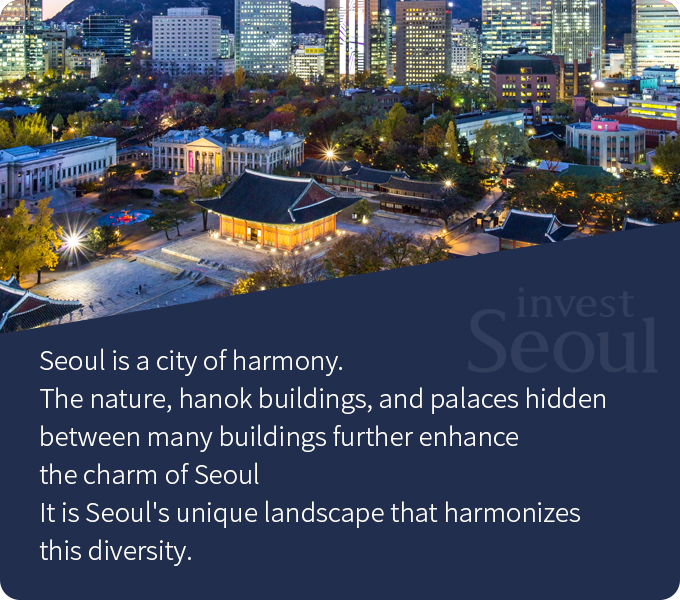 invest
Seoul
Seoul is a city of harmony.
The nature, hanok buildings, and palaces hidden
between many buildings further enhance
the charm of Seoul
It is Seoul's unique landscape that harmonizes
this diversity.